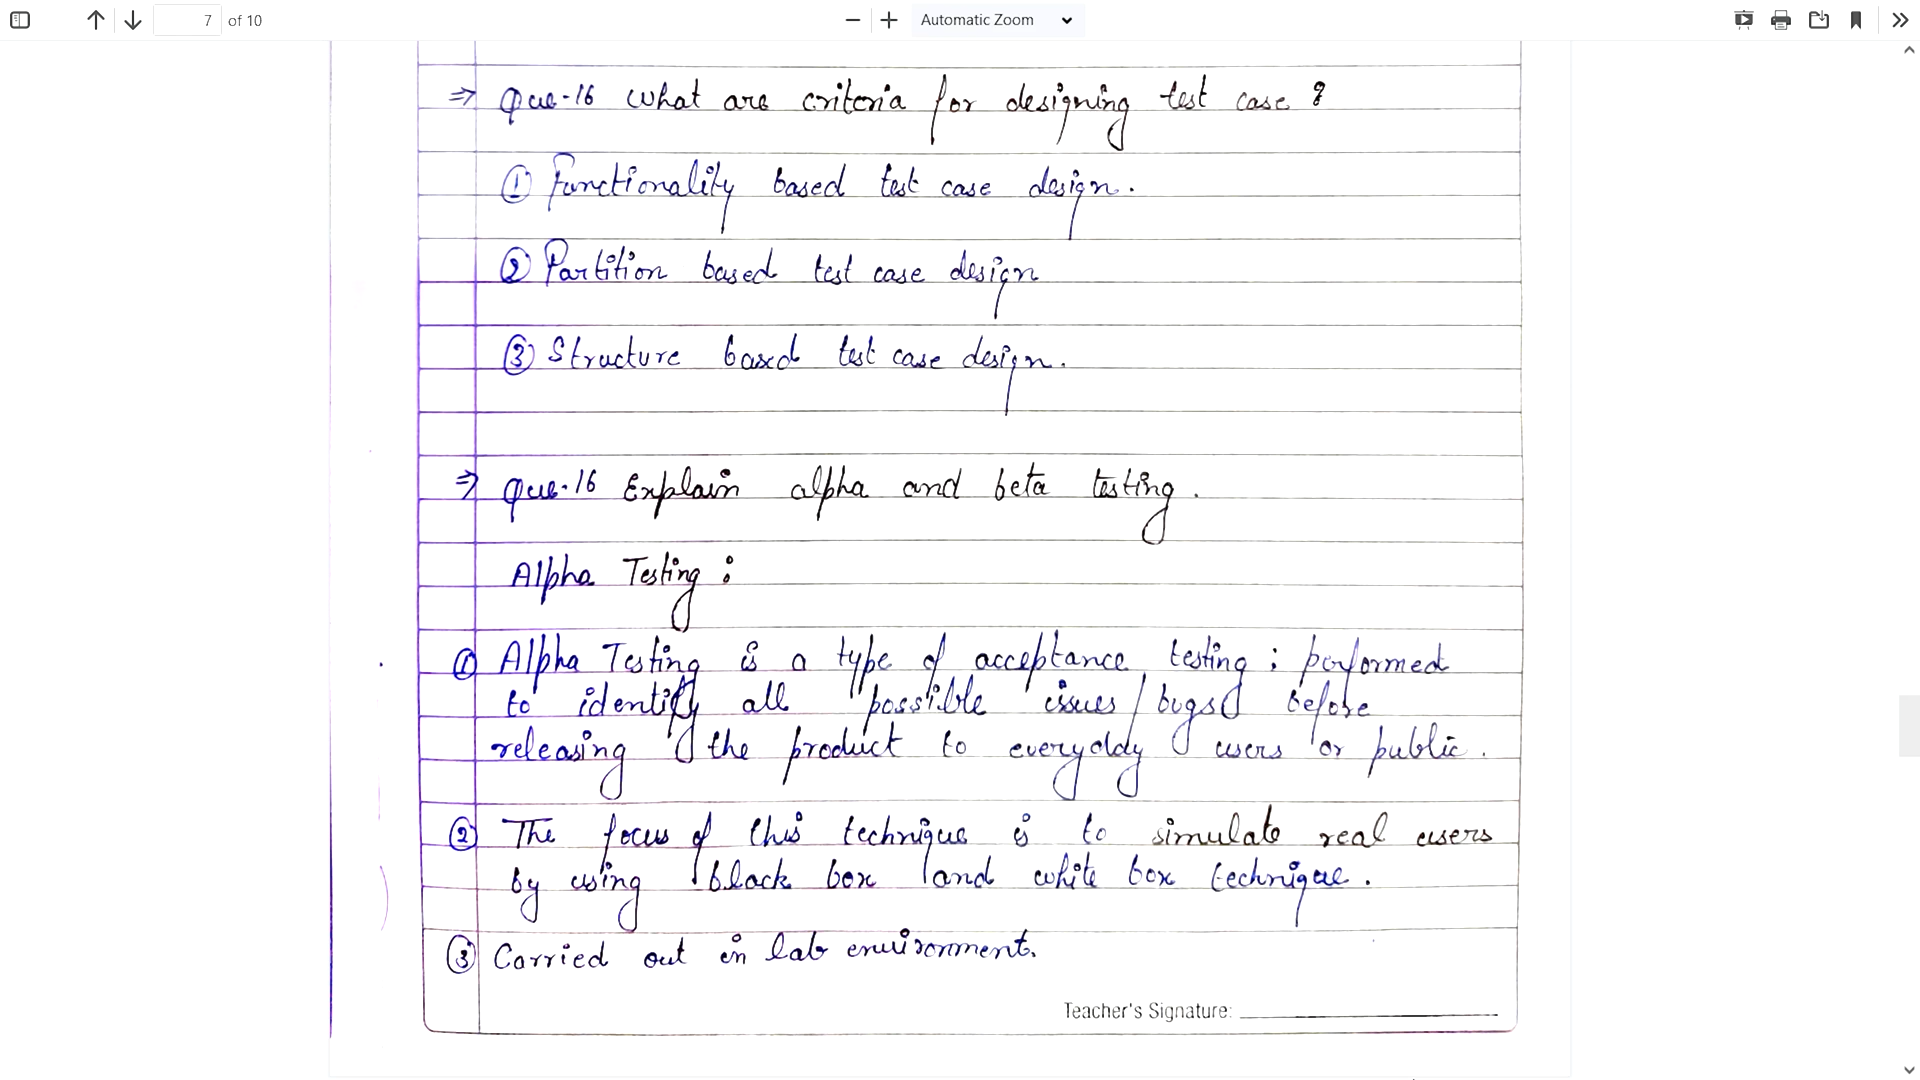 7 of 10 Automatic Zoom
⇒ Que-16 What are criteria for designing test case ?
① Functionality based test case design.
② Partition based test case design
③ Structure based test case design.
⇒ Que-16 Explain alpha and beta testing.
Alpha Testing :
① Alpha Testing is a type of acceptance testing ; performed
to identify all possible issues / bugs before
releasing the product to everyday users or public.
② The focus of this technique is to simulate real users
by using black box and white box technique.
③ Carried out in lab environment.
Teacher's Signature: